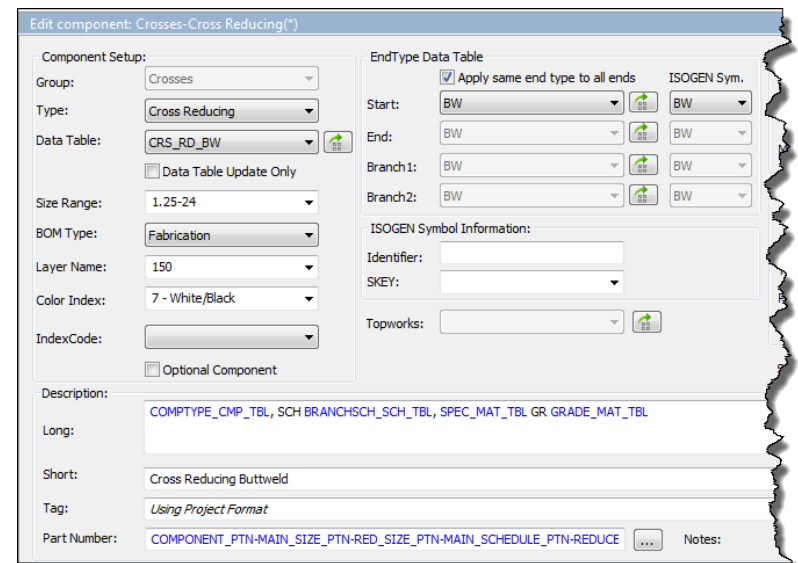 Edit component: Crosses-Cross Reducing(*)
Component Setup:
Group: Crosses
Type: Cross Reducing
Data Table: CRS_RD_BW
Data Table Update Only
Size Range: 1.25-24
BOM Type: Fabrication
Layer Name: 150
Color Index: 7 - White/Black
IndexCode:
Optional Component
EndType Data Table
Apply same end type to all ends ISOGEN Sym.
Start: BW BW
End: BW BW
Branch1: BW BW
Branch2: BW BW
ISOGEN Symbol Information:
Identifier:
SKEY:
Topworks:
Description:
Long: COMPTYPE_CMP_TBL, SCH BRANCHSCH_SCH_TBL, SPEC_MAT_TBL GR GRADE_MAT_TBL
Short: Cross Reducing Buttweld
Tag: Using Project Format
Part Number: COMPONENT_PTN-MAIN_SIZE_PTN-RED_SIZE_PTN-MAIN_SCHEDULE_PTN-REDUCE ... Notes: